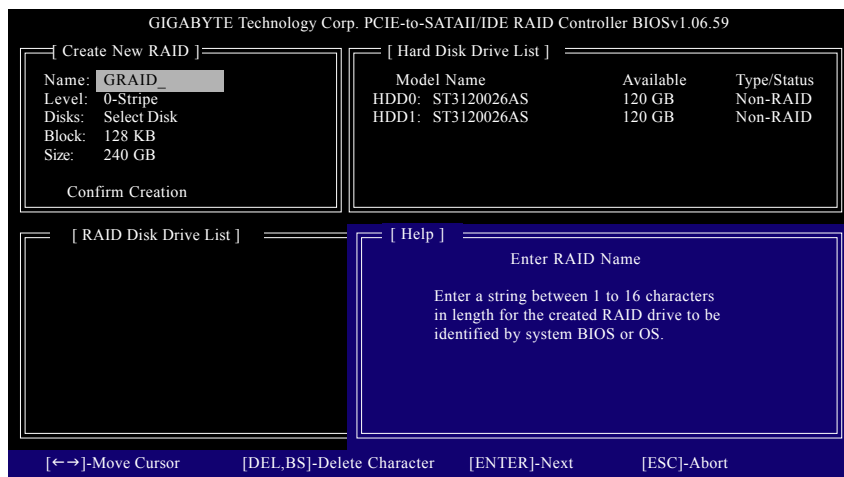 GIGABYTE Technology Corp. PCIE-to-SATAII/IDE RAID Controller BIOSv1.06.59
[ Create New RAID ]
Name: GRAID_
Level: 0-Stripe
Disks: Select Disk
Block: 128 KB
Size: 240 GB
Confirm Creation
[ Hard Disk Drive List ]
Model Name Available Type/Status
HDD0: ST3120026AS 120 GB Non-RAID
HDD1: ST3120026AS 120 GB Non-RAID
[ RAID Disk Drive List ]
[ Help ]
Enter RAID Name
Enter a string between 1 to 16 characters
in length for the created RAID drive to be
identified by system BIOS or OS.
[←→]-Move Cursor [DEL,BS]-Delete Character [ENTER]-Next [ESC]-Abort